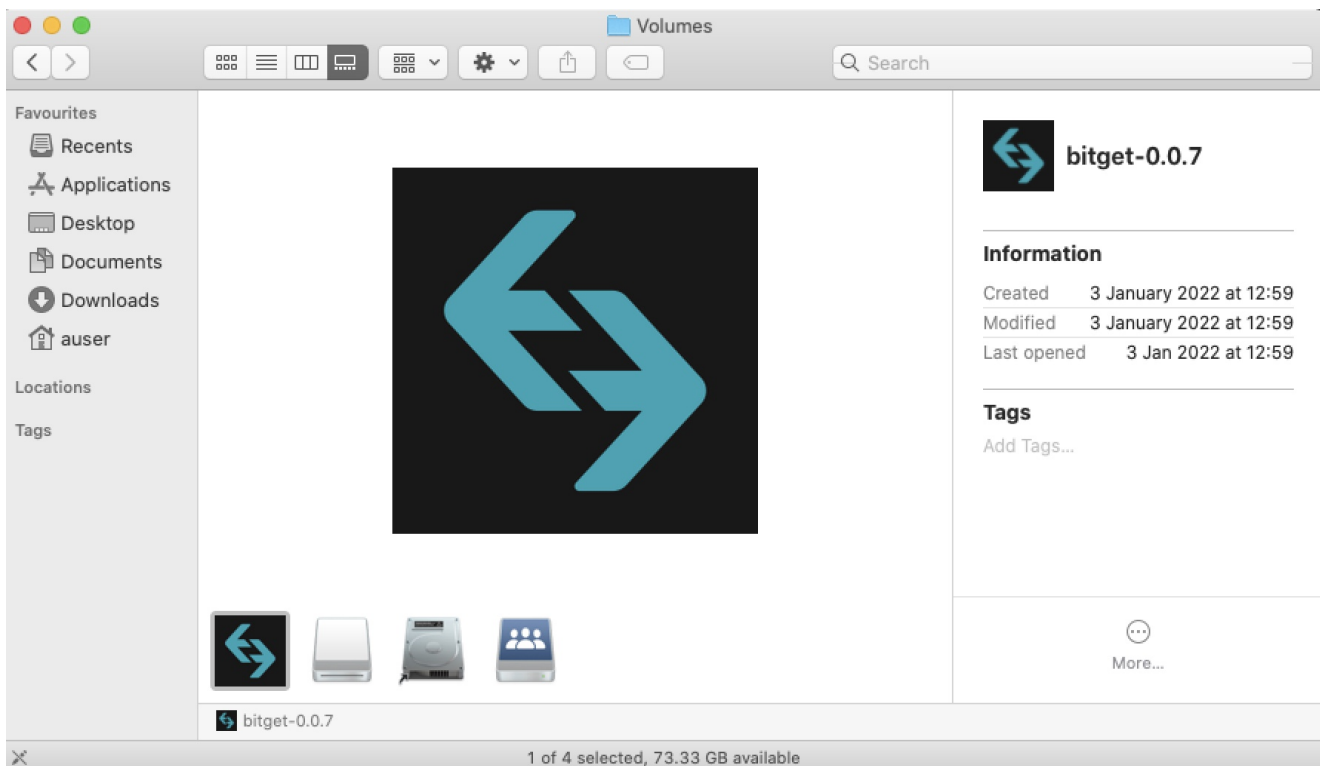 Volumes
Search
Favourites
Recents
Applications
Desktop
Documents
Downloads
auser
Locations
Tags
bitget-0.0.7
Information
Created 3 January 2022 at 12:59
Modified 3 January 2022 at 12:59
Last opened 3 Jan 2022 at 12:59
Tags
Add Tags...
More...
bitget-0.0.7
1 of 4 selected, 73.33 GB available